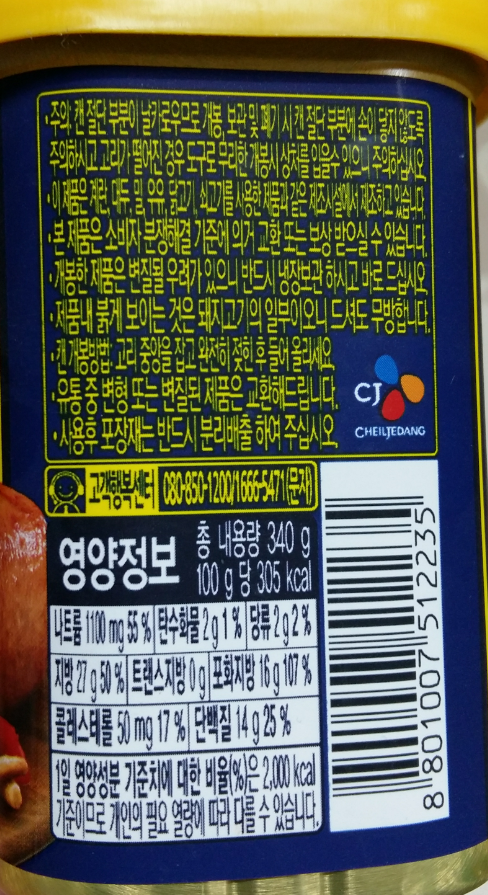 ·주의: 캔 절단 부분이 날카로우므로 개봉, 보관 및 폐기 시 캔 절단 부분에 손이 닿지 않도록
주의하시고 고리가 떨어진 경우 도구로 무리한 개봉시 상처를 입을수 있으니 주의하십시오.
·이 제품은 계란, 대두, 밀, 우유, 닭고기, 쇠고기를 사용한 제품과 같은 제조시설에서 제조하고 있습니다.
·본 제품은 소비자 분쟁해결 기준에 의거 교환 또는 보상 받으실 수 있습니다.
·개봉한 제품은 변질될 우려가 있으니 반드시 냉장보관 하시고 바로 드십시오.
·제품내 붉게 보이는 것은 돼지고기의 일부이오니 드셔도 무방합니다.
·캔 개봉방법: 고리 중앙을 잡고 완전히 젖힌 후 들어 올리세요.
·유통 중 변형 또는 변질된 제품은 교환해드립니다.
·사용후 포장재는 반드시 분리배출 하여 주십시오.
CJ
CHEILJEDANG
고객행복센터 080-850-1200/1666-5471(문자)
영양정보 총 내용량 340 g
100 g 당 305 kcal
나트륨 1100 mg 55 % 탄수화물 2 g 1 % 당류 2 g 2 %
지방 27 g 50 % 트랜스지방 0 g 포화지방 16 g 107 %
콜레스테롤 50 mg 17 % 단백질 14 g 25 %
1일 영양성분 기준치에 대한 비율(%)은 2,000 kcal
기준이므로 개인의 필요 열량에 따라 다를 수 있습니다.
8 801007 512235